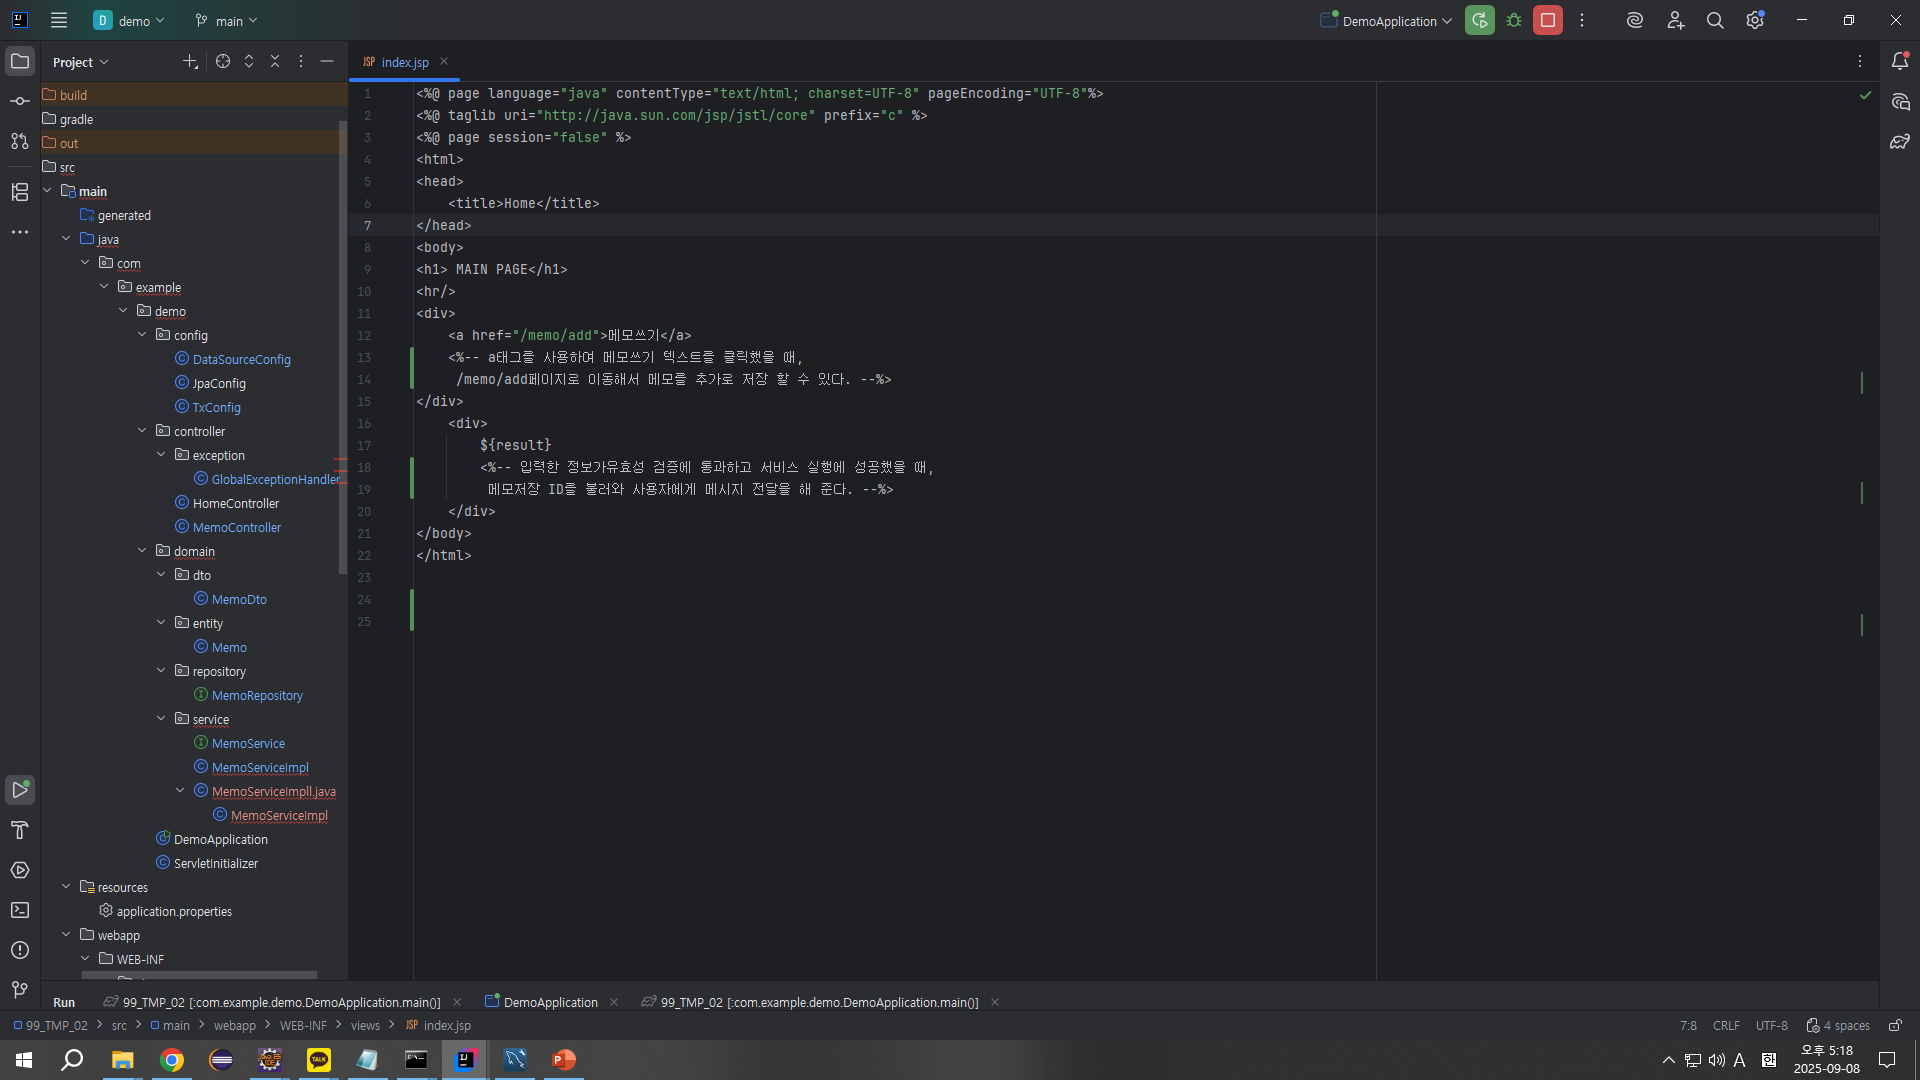 demo
main
DemoApplication
Project
index.jsp
build
gradle
out
src
main
generated
java
com
example
demo
config
DataSourceConfig
JpaConfig
TxConfig
controller
exception
GlobalExceptionHandler
HomeController
MemoController
domain
dto
MemoDto
entity
Memo
repository
MemoRepository
service
MemoService
MemoServiceImpl
MemoServiceImpll.java
MemoServiceImpl
DemoApplication
ServletInitializer
resources
application.properties
webapp
WEB-INF
1 <%@ page language="java" contentType="text/html; charset=UTF-8" pageEncoding="UTF-8"%>
2 <%@ taglib uri="http://java.sun.com/jsp/jstl/core" prefix="c" %>
3 <%@ page session="false" %>
4 <html>
5 <head>
6 <title>Home</title>
7 </head>
8 <body>
9 <h1> MAIN PAGE</h1>
10 <hr/>
11 <div>
12 <a href="/memo/add">메모쓰기</a>
13 <%-- a태그를 사용하여 메모쓰기 텍스트를 클릭했을 때,
14 /memo/add페이지로 이동해서 메모를 추가로 저장 할 수 있다. --%>
15 </div>
16 <div>
17 ${result}
18 <%-- 입력한 정보가유효성 검증에 통과하고 서비스 실행에 성공했을 때,
19 메모저장 ID를 불러와 사용자에게 메시지 전달을 해 준다. --%>
20 </div>
21 </body>
22 </html>
23
24
25
Run 99_TMP_02 [:com.example.demo.DemoApplication.main()] DemoApplication 99_TMP_02 [:com.example.demo.DemoApplication.main()]
99_TMP_02 > src > main > webapp > WEB-INF > views > index.jsp 7:8 CRLF UTF-8 4 spaces
A 한 오후 5:18
2025-09-08